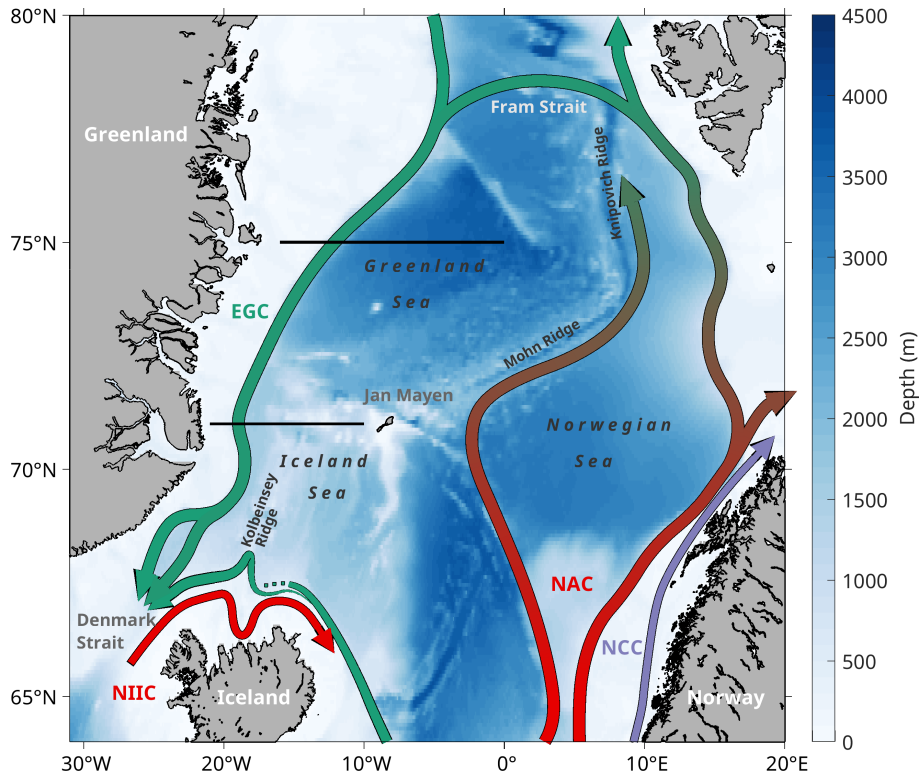 80°N
75°N
70°N
65°N
30°W
20°W
10°W
0°
10°E
20°E
Greenland
Fram Strait
Knipovich Ridge
Greenland
Sea
EGC
Mohn Ridge
Jan Mayen
Norwegian
Sea
Iceland
Sea
Kolbeinsey
Ridge
NAC
Denmark
Strait
NCC
NIIC
Iceland
Norway
4500
4000
3500
3000
2500
2000
1500
1000
500
0
Depth (m)